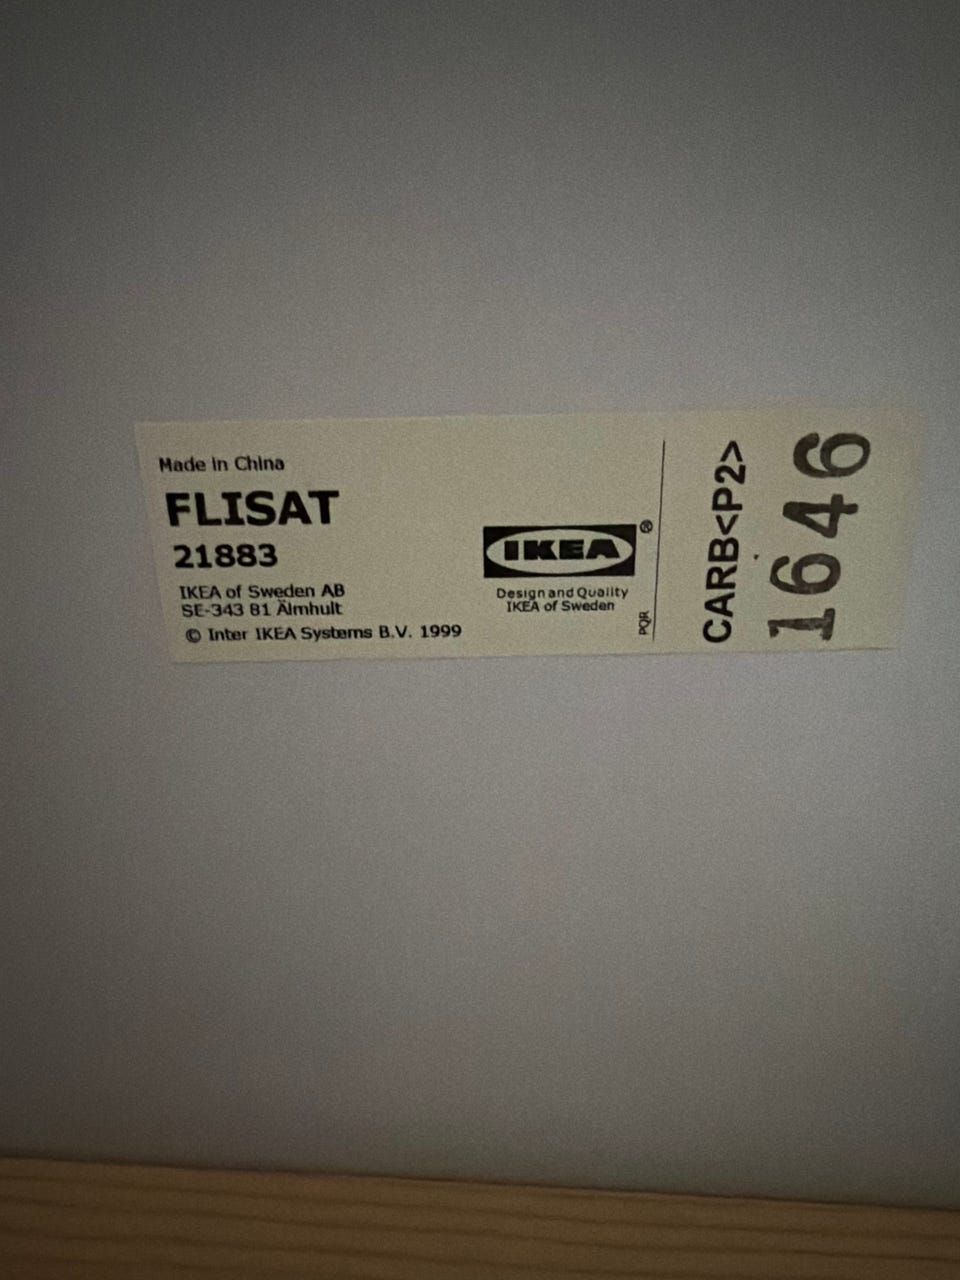 Made in China
FLISAT
21883
IKEA of Sweden AB
SE-343 81 Älmhult
© Inter IKEA Systems B.V. 1999
IKEA®
Design and Quality
IKEA of Sweden
PQR
CARB<P2>
1646